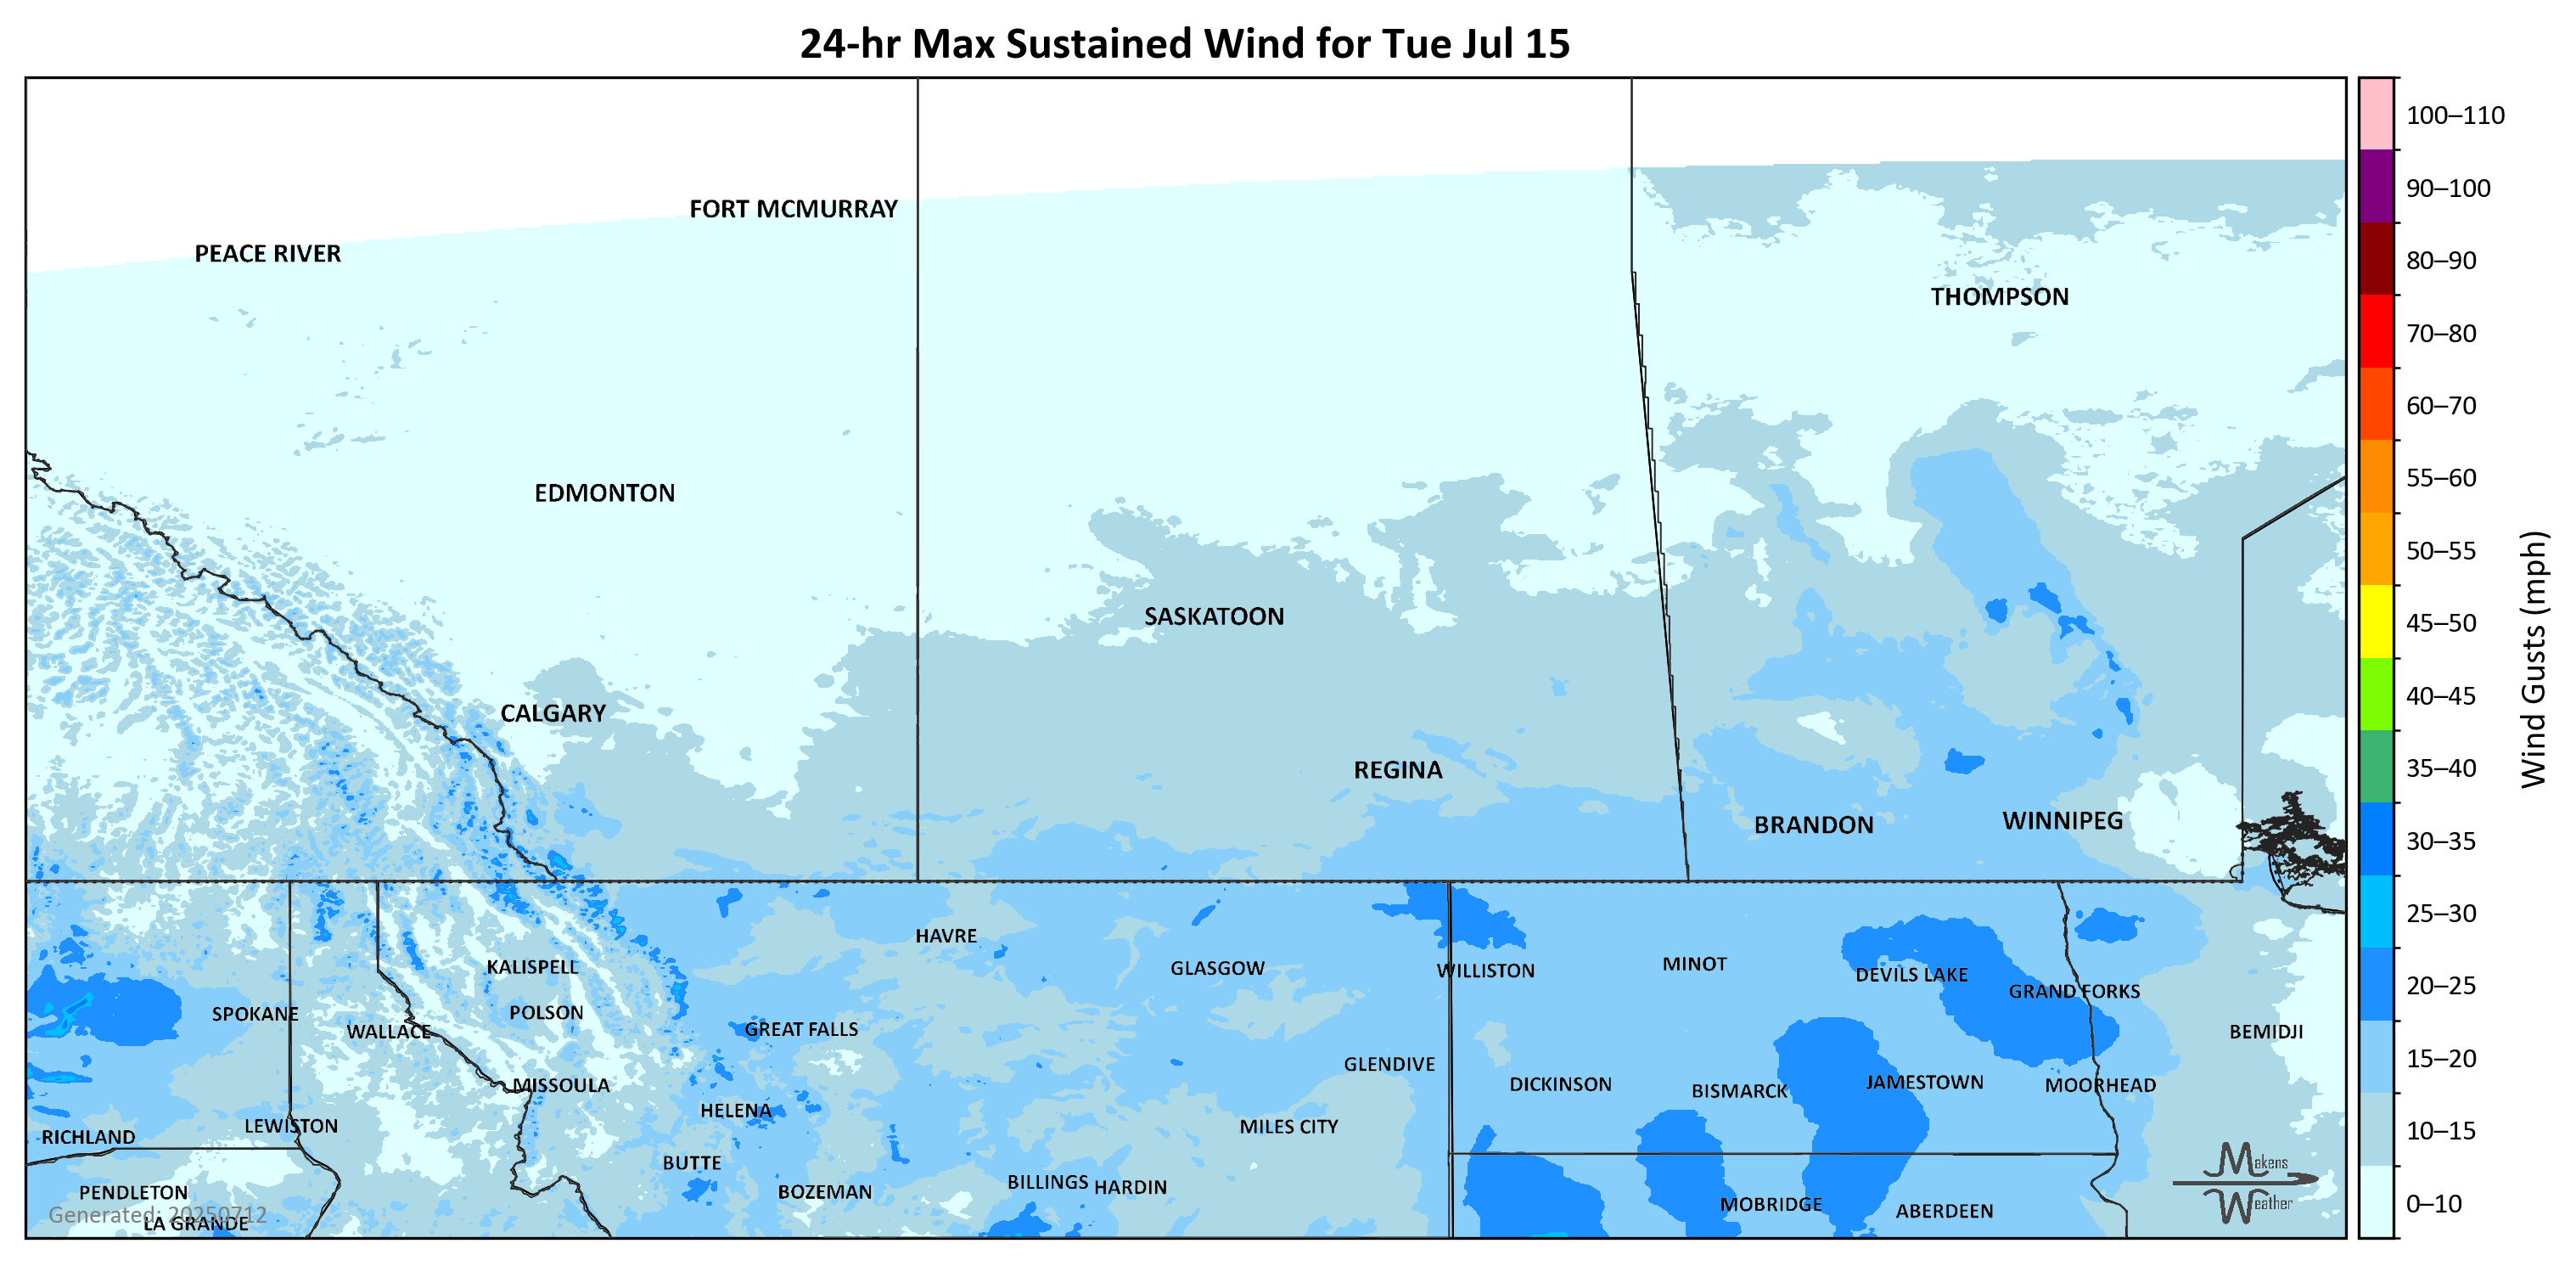 24-hr Max Sustained Wind for Tue Jul 15
100–110
90–100
80–90
70–80
60–70
55–60
50–55
45–50
40–45
35–40
30–35
25–30
20–25
15–20
10–15
0–10
Wind Gusts (mph)
FORT MCMURRAY
PEACE RIVER
THOMPSON
EDMONTON
SASKATOON
CALGARY
REGINA
BRANDON
WINNIPEG
HAVRE
KALISPELL
GLASGOW
WILLISTON
MINOT
DEVILS LAKE
GRAND FORKS
SPOKANE
POLSON
WALLACE
GREAT FALLS
BEMIDJI
GLENDIVE
MISSOULA
DICKINSON
BISMARCK
JAMESTOWN
MOORHEAD
HELENA
LEWISTON
MILES CITY
RICHLAND
BUTTE
PENDLETON
BOZEMAN
BILLINGS
HARDIN
MOBRIDGE
ABERDEEN
LA GRANDE
Generated: 20250712
Makens
Weather